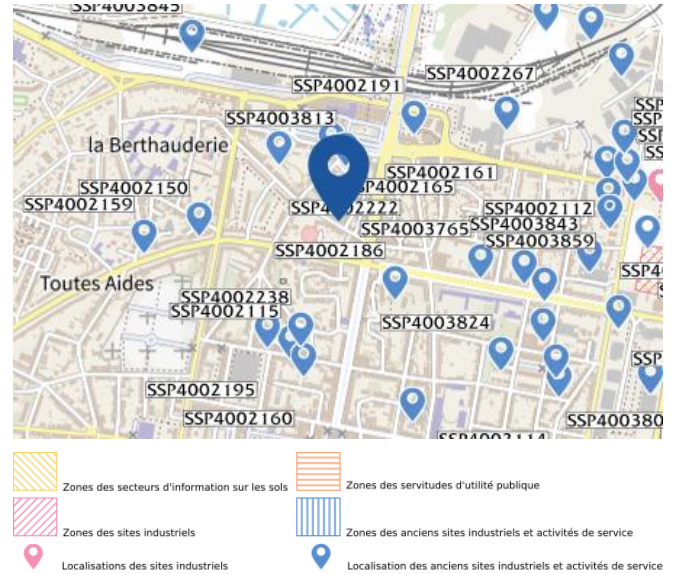 SSP4003845
SSP4002191
SSP4002267
SSP4003813
la Berthauderie
SSP4002161
SSP4002150
SSP4002159
SSP4002112
SSP4003765
SSP4003843
SSP4002186
SSP4003859
Toutes Aides
SSP4002238
SSP4002115
SSP4003824
SSP4002195
SSP4002160
Zones des secteurs d'information sur les sols
Zones des servitudes d'utilité publique
Zones des sites industriels
Zones des anciens sites industriels et activités de service
Localisations des sites industriels
Localisation des anciens sites industriels et activités de service